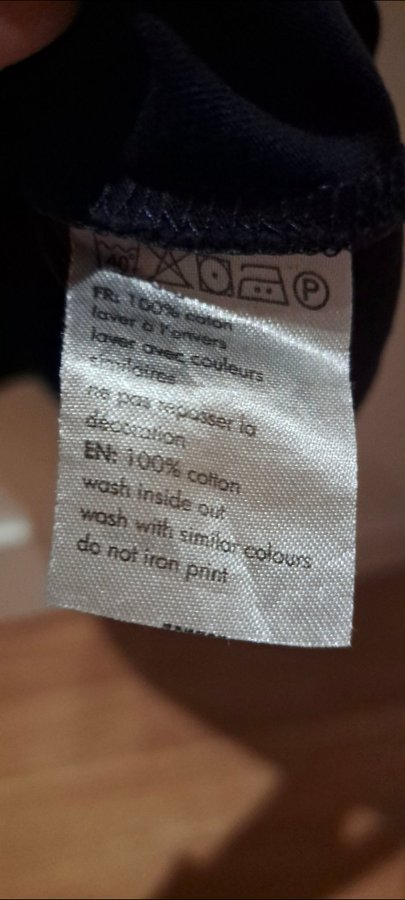 40 P
FR: 100% coton
laver à l'envers
laver avec couleurs
similaires
ne pas repasser la
décoration
EN: 100% cotton
wash inside out
wash with similar colours
do not iron print